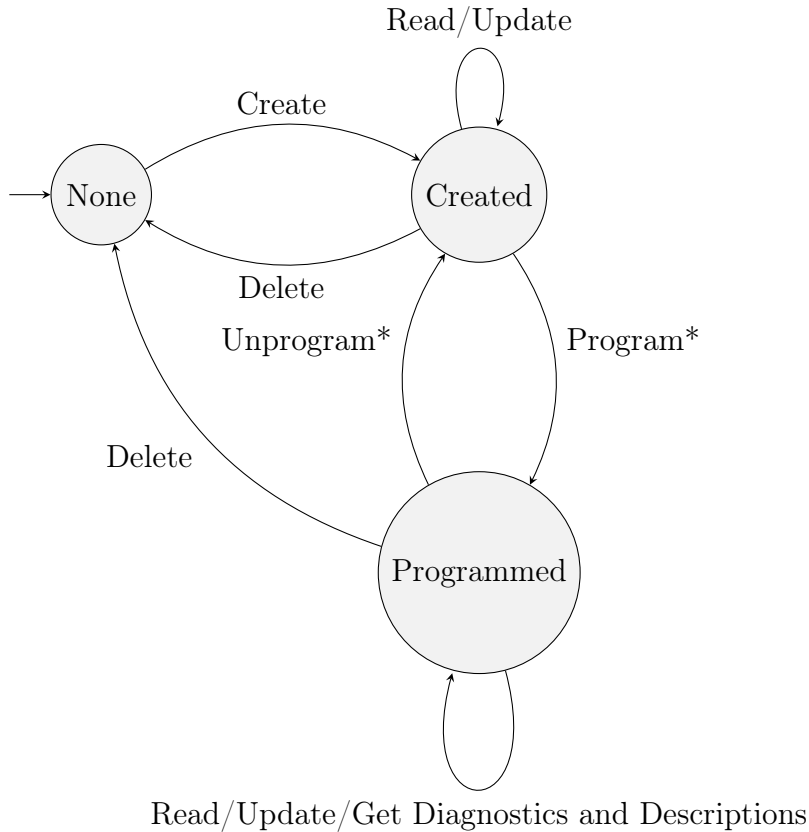 Read/Update
Create
None
Created
Delete
Unprogram*
Program*
Delete
Programmed
Read/Update/Get Diagnostics and Descriptions